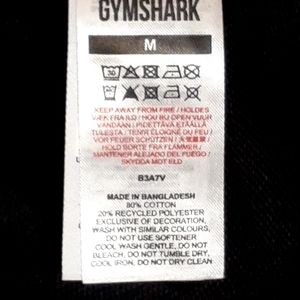 GYMSHARK
M
30
KEEP AWAY FROM FIRE / HOLDES
VÆK FRA ILD / HOU BIJ OPEN VUUR
VANDAAN / PIDETTÄVÄ ETÄÄLLÄ
TULESTA / TENIR ÉLOIGNÉ DU FEU /
VOR FEUER SCHÜTZEN /
HOLD BORTE FRA FLAMMER /
MANTENER ALEJADO DEL FUEGO /
SKYDDA MOT ELD
B3A7V
MADE IN BANGLADESH
80% COTTON
20% RECYCLED POLYESTER
EXCLUSIVE OF DECORATION,
WASH WITH SIMILAR COLOURS,
DO NOT USE SOFTENER
COOL WASH GENTLE, DO NOT
BLEACH, DO NOT TUMBLE DRY,
COOL IRON, DO NOT DRY CLEAN